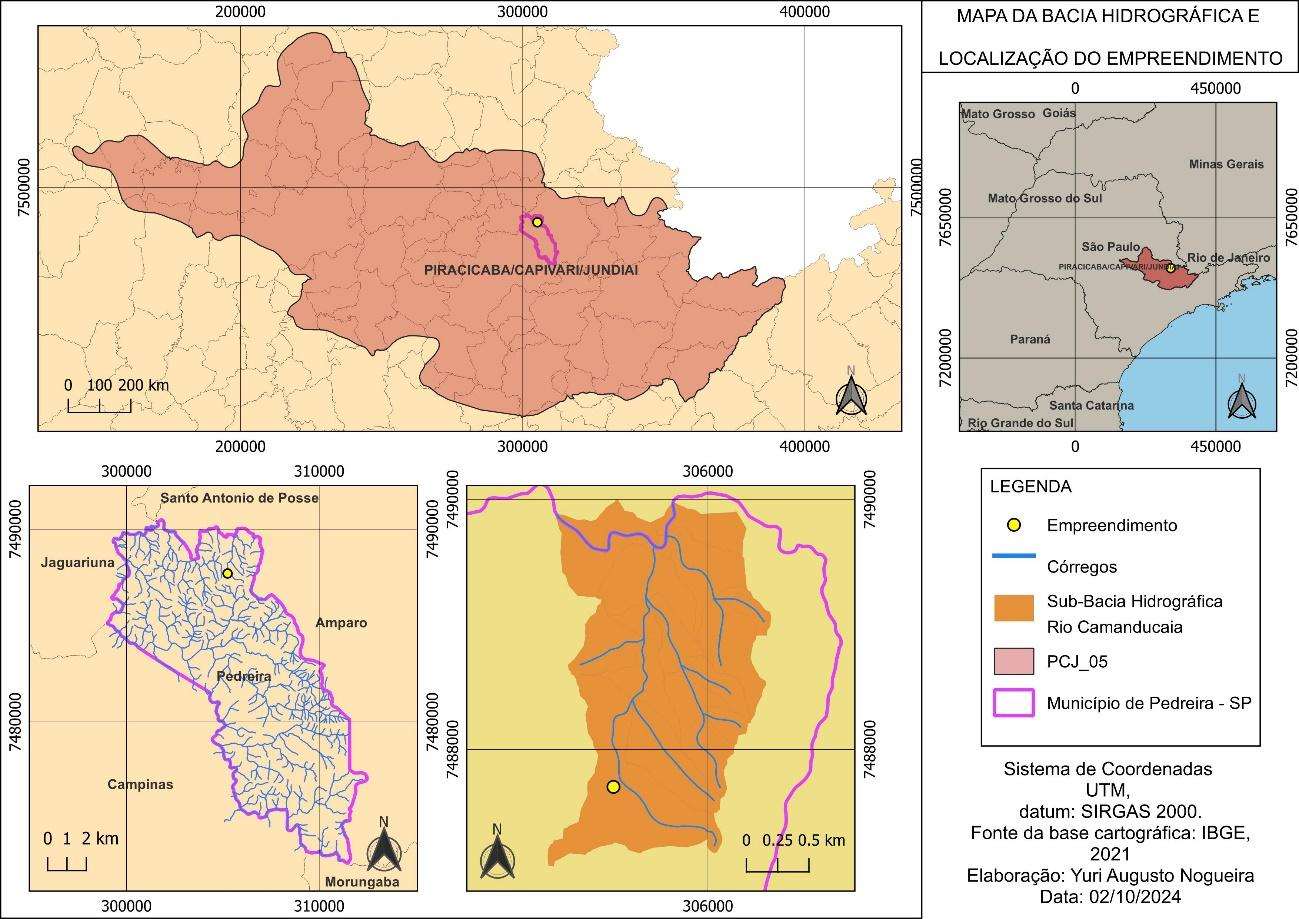 MAPA DA BACIA HIDROGRÁFICA E
LOCALIZAÇÃO DO EMPREENDIMENTO
200000
300000
400000
7500000
7500000
PIRACICABA/CAPIVARI/JUNDIAI
0 100 200 km
N
200000
300000
400000
0
450000
Mato Grosso
Goiás
Minas Gerais
Mato Grosso do Sul
São Paulo
Rio de Janeiro
PIRACICABA/CAPIVARI/JUNDIAI
Paraná
Santa Catarina
Rio Grande do Sul
N
7650000
7200000
0
450000
300000
310000
Santo Antonio de Posse
Jaguariuna
Amparo
Pedreira
Campinas
Morungaba
7490000
7480000
7490000
7480000
0 1 2 km
N
300000
310000
306000
7490000
7488000
7490000
7488000
0 0.25 0.5 km
N
306000
LEGENDA
Empreendimento
Córregos
Sub-Bacia Hidrográfica
Rio Camanducaia
PCJ_05
Município de Pedreira - SP
Sistema de Coordenadas
UTM,
datum: SIRGAS 2000.
Fonte da base cartográfica: IBGE,
2021
Elaboração: Yuri Augusto Nogueira
Data: 02/10/2024
7650000
7200000